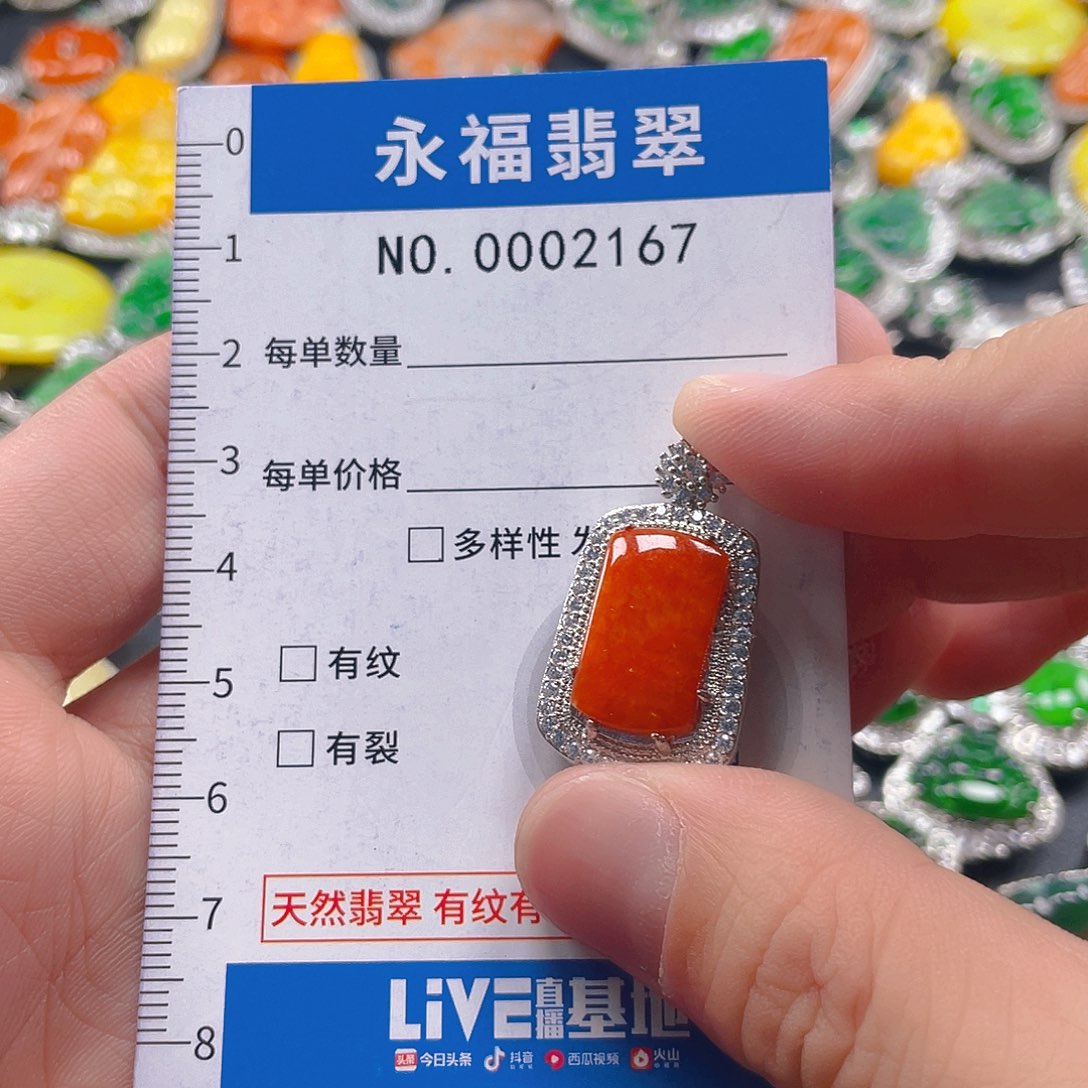 永福翡翠
NO. 0002167
0
1
2
3
4
5
6
7
8
每单数量
每单价格
多样性
有纹
有裂
天然翡翠 有纹有
LiVE直播基地
头条 今日头条 抖音 西瓜视频 火山